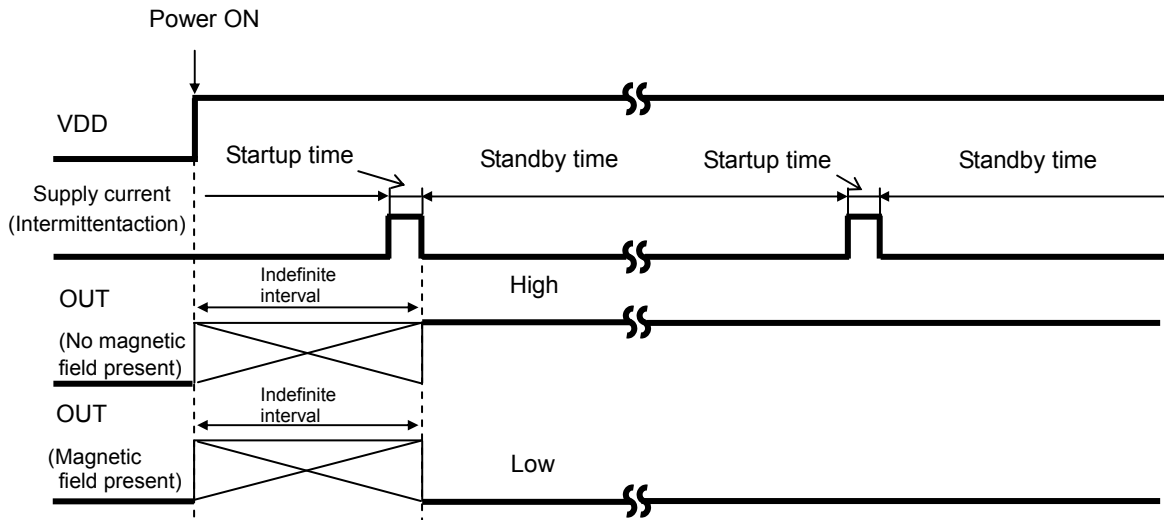 Power ON
VDD
Startup time
Standby time
Startup time
Standby time
Supply current
(Intermittentaction)
Indefinite
interval
High
OUT
(No magnetic
field present)
Indefinite
interval
OUT
(Magnetic
field present)
Low